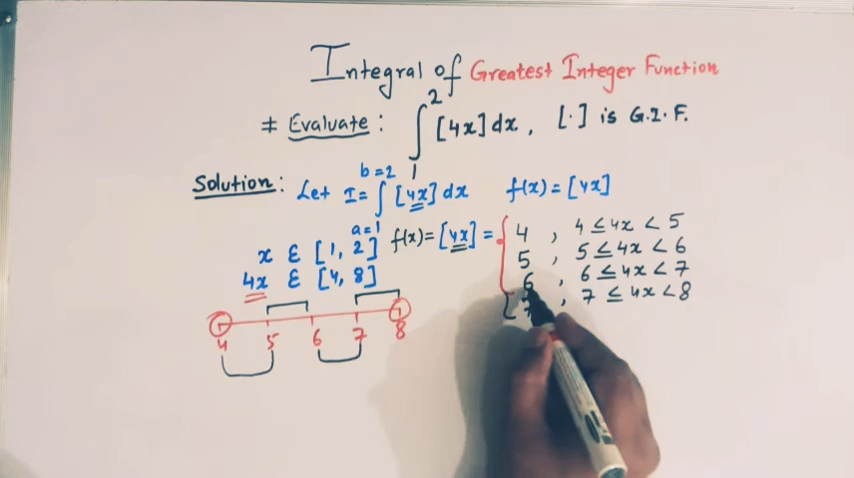 Integral of Greatest Integer Function
# Evaluate: ∫₁² [4x] dx, [·] is G.I.F.
Solution: Let I = ∫ₐ₌₁ᵇ⁼² [4x] dx f(x) = [4x]
x ε [1, 2]
4x ε [4, 8]
f(x) = [4x] = { 4 , 4 ≤ 4x < 5
5 , 5 ≤ 4x < 6
6 , 6 ≤ 4x < 7
7 , 7 ≤ 4x < 8
4 5 6 7 8